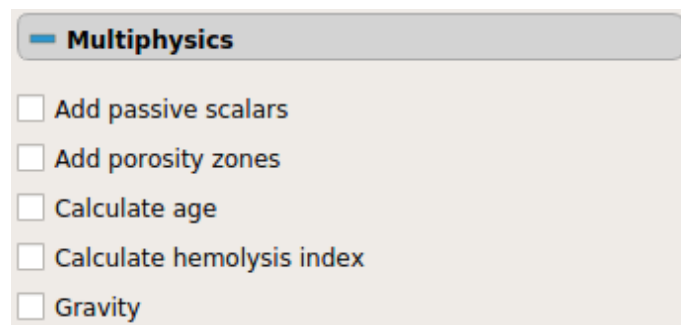 Multiphysics
Add passive scalars
Add porosity zones
Calculate age
Calculate hemolysis index
Gravity